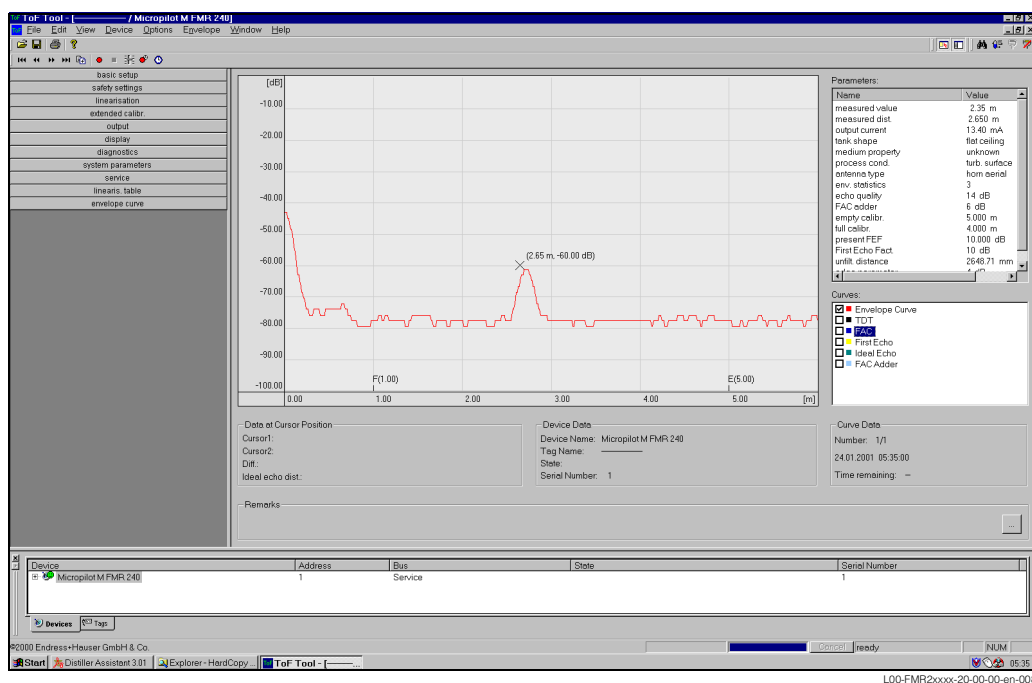 ToF Tool - [———— / Micropilot M FMR 240]
File Edit View Device Options Envelope Window Help
basic setup
safety settings
linearisation
extended calibr.
output
display
diagnostics
system parameters
service
linearis. table
envelope curve
[dB]
-10.00
-20.00
-30.00
-40.00
-50.00
-60.00
-70.00
-80.00
-90.00
-100.00
(2.65 m, -60.00 dB)
F(1.00)
E(5.00)
0.00 1.00 2.00 3.00 4.00 5.00 [m]
Parameters:
Name Value
measured value 2.35 m
measured dist. 2.650 m
output current 13.40 mA
tank shape flat ceiling
medium property unknown
process cond. turb. surface
antenna type horn aerial
env. statistics 3
echo quality 14 dB
FAC adder 6 dB
empty calibr. 5.000 m
full calibr. 4.000 m
present FEF 10.000 dB
First Echo Fact. 10 dB
unfilt. distance 2648.71 mm
edge parameter 4 dB
Curves:
Envelope Curve
TDT
FAC
First Echo
Ideal Echo
FAC Adder
Data at Cursor Position
Cursor1:
Cursor2:
Diff.:
Ideal echo dist.:
Device Data
Device Name: Micropilot M FMR 240
Tag Name: ————
State:
Serial Number: 1
Curve Data
Number: 1/1
24.01.2001 05:35:00
Time remaining: –
Remarks
...
Device Address Bus State Serial Number
Micropilot M FMR 240 1 Service 1
Devices Tags
©2000 Endress+Hauser GmbH & Co. Cancel ready NUM
Start Distiller Assistant 3.01 Explorer - HardCopy ... ToF Tool - [——... 05:35
L00-FMR2xxxx-20-00-00-en-00